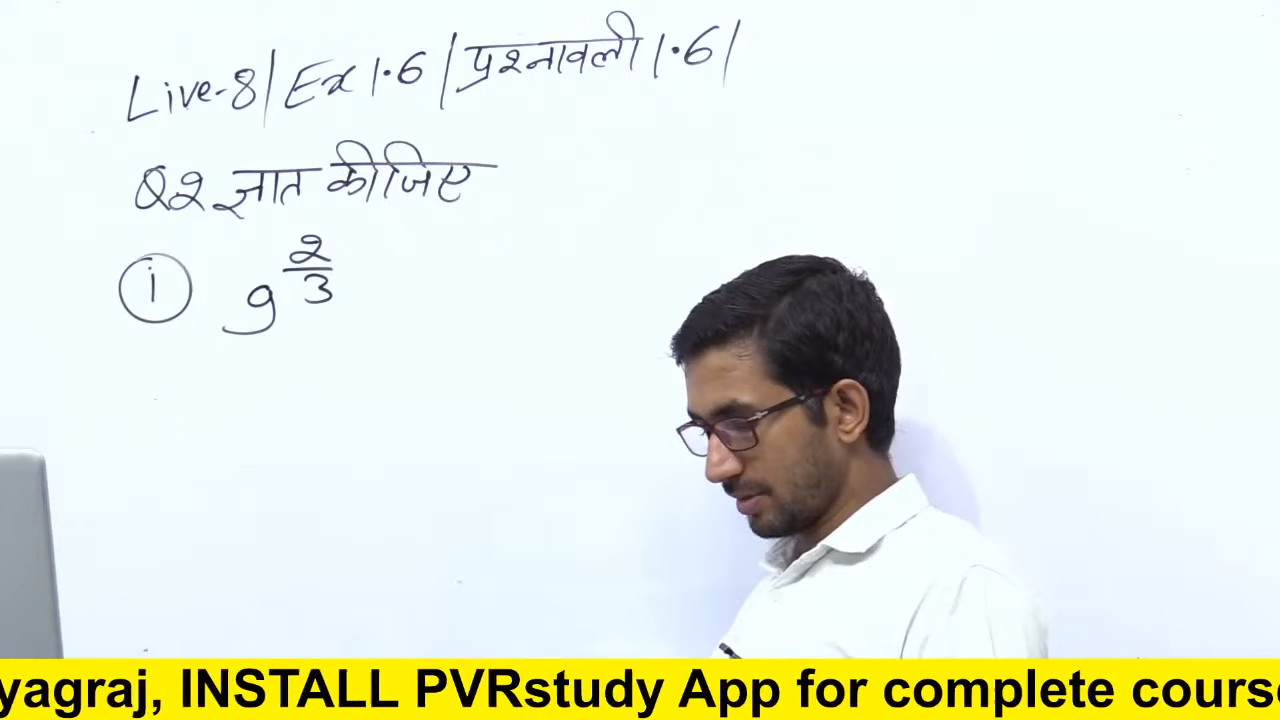 Live-8| Ex 1.6 | प्रश्नावली 1.6 |
Q2 ज्ञात कीजिए
(i) 9^(2/3)
yagraj, INSTALL PVRstudy App for complete cours